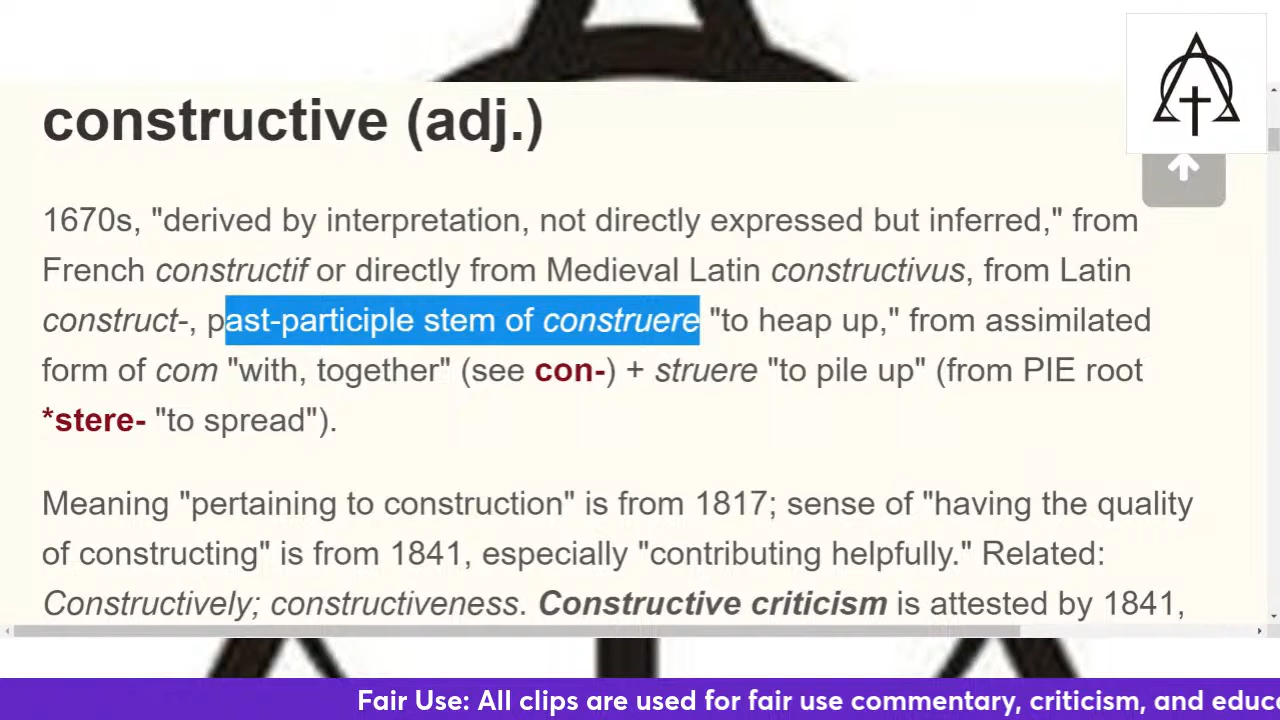 constructive (adj.)
1670s, "derived by interpretation, not directly expressed but inferred," from
French constructif or directly from Medieval Latin constructivus, from Latin
construct-, past-participle stem of construere "to heap up," from assimilated
form of com "with, together" (see con-) + struere "to pile up" (from PIE root
*stere- "to spread").
Meaning "pertaining to construction" is from 1817; sense of "having the quality
of constructing" is from 1841, especially "contributing helpfully." Related:
Constructively; constructiveness. Constructive criticism is attested by 1841,
Fair Use: All clips are used for fair use commentary, criticism, and educa